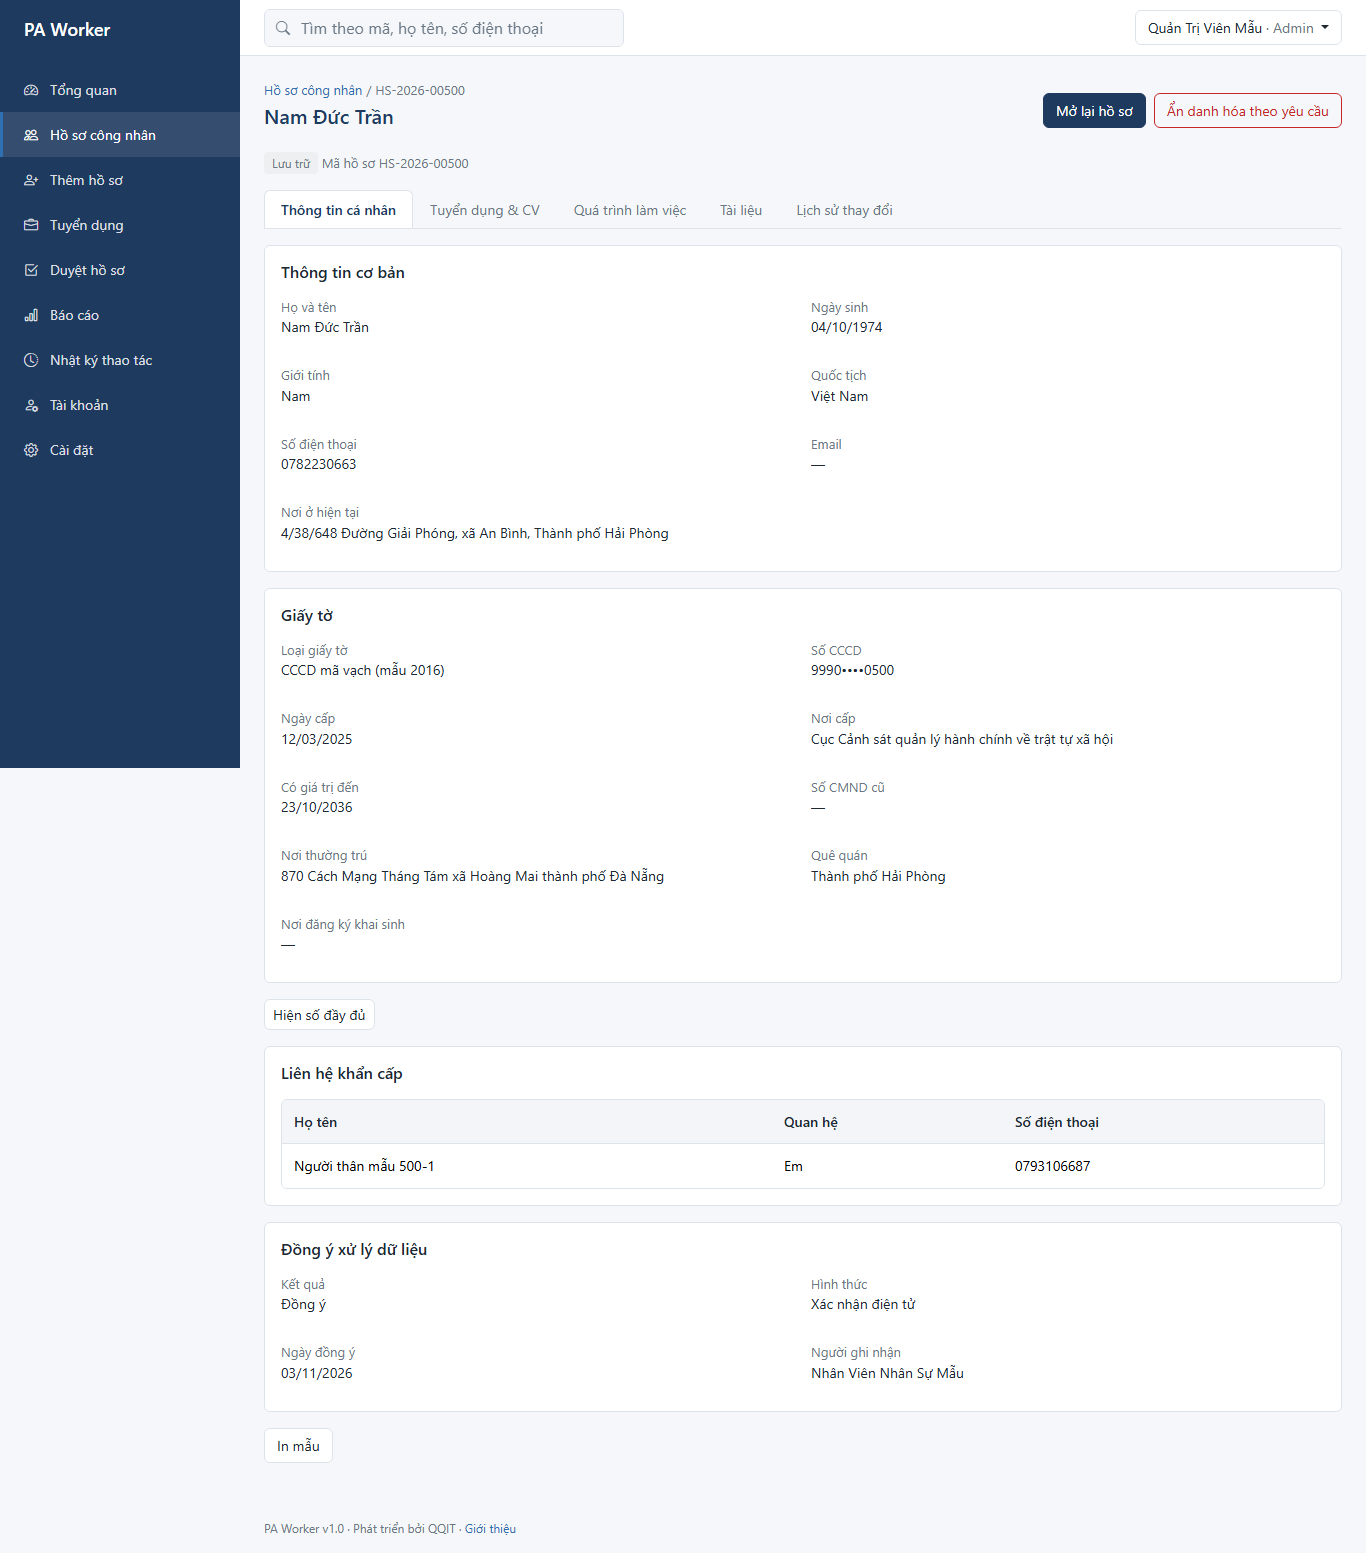 PA Worker
Tìm theo mã, họ tên, số điện thoại
Quản Trị Viên Mẫu · Admin
Tổng quan
Hồ sơ công nhân
Thêm hồ sơ
Tuyển dụng
Duyệt hồ sơ
Báo cáo
Nhật ký thao tác
Tài khoản
Cài đặt
Hồ sơ công nhân / HS-2026-00500
Nam Đức Trần
Mở lại hồ sơ
Ẩn danh hóa theo yêu cầu
Lưu trữ Mã hồ sơ HS-2026-00500
Thông tin cá nhân
Tuyển dụng & CV
Quá trình làm việc
Tài liệu
Lịch sử thay đổi
Thông tin cơ bản
Họ và tên
Nam Đức Trần
Ngày sinh
04/10/1974
Giới tính
Nam
Quốc tịch
Việt Nam
Số điện thoại
0782230663
Email
—
Nơi ở hiện tại
4/38/648 Đường Giải Phóng, xã An Bình, Thành phố Hải Phòng
Giấy tờ
Loại giấy tờ
CCCD mã vạch (mẫu 2016)
Số CCCD
9990••••0500
Ngày cấp
12/03/2025
Nơi cấp
Cục Cảnh sát quản lý hành chính về trật tự xã hội
Có giá trị đến
23/10/2036
Số CMND cũ
—
Nơi thường trú
870 Cách Mạng Tháng Tám xã Hoàng Mai thành phố Đà Nẵng
Quê quán
Thành phố Hải Phòng
Nơi đăng ký khai sinh
—
Hiện số đầy đủ
Liên hệ khẩn cấp
Họ tên
Quan hệ
Số điện thoại
Người thân mẫu 500-1
Em
0793106687
Đồng ý xử lý dữ liệu
Kết quả
Đồng ý
Hình thức
Xác nhận điện tử
Ngày đồng ý
03/11/2026
Người ghi nhận
Nhân Viên Nhân Sự Mẫu
In mẫu
PA Worker v1.0 · Phát triển bởi QQIT · Giới thiệu